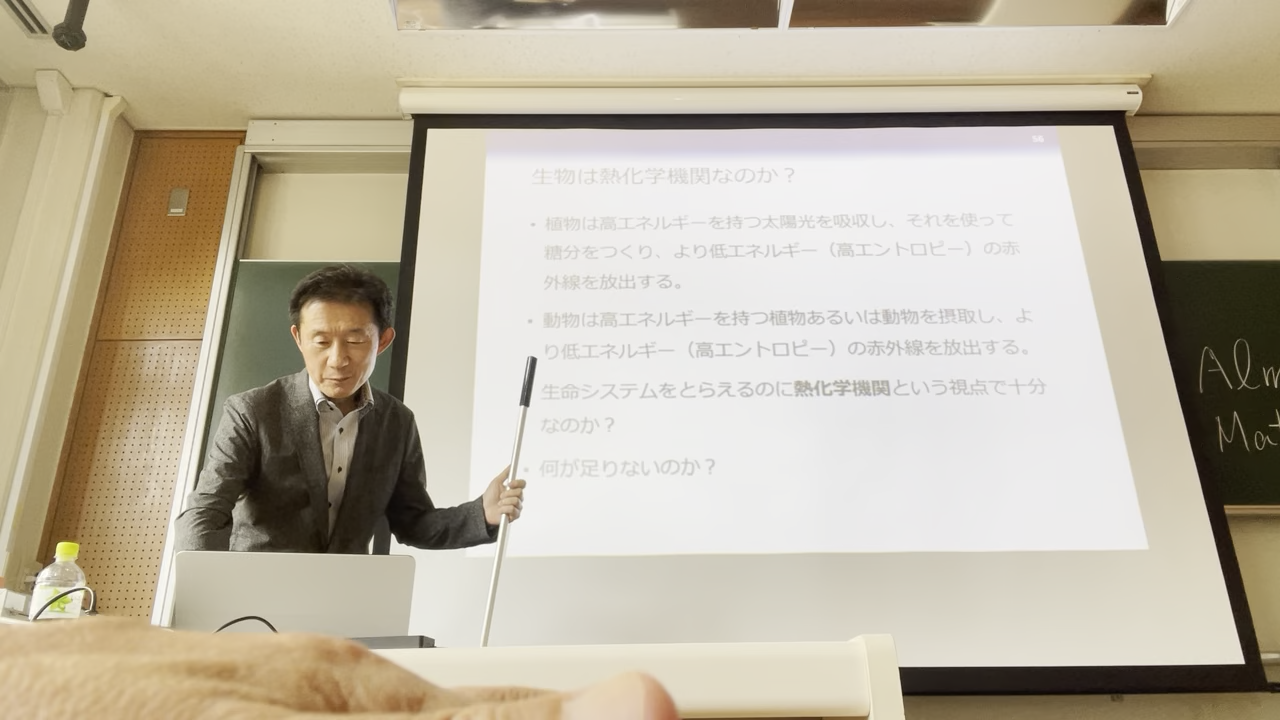 56
生物は熱化学機関なのか？
・植物は高エネルギーを持つ太陽光を吸収し、それを使って
糖分をつくり、より低エネルギー（高エントロピー）の赤
外線を放出する。
・動物は高エネルギーを持つ植物あるいは動物を摂取し、よ
り低エネルギー（高エントロピー）の赤外線を放出する。
生命システムをとらえるのに熱化学機関という視点で十分
なのか？
・何が足りないのか？